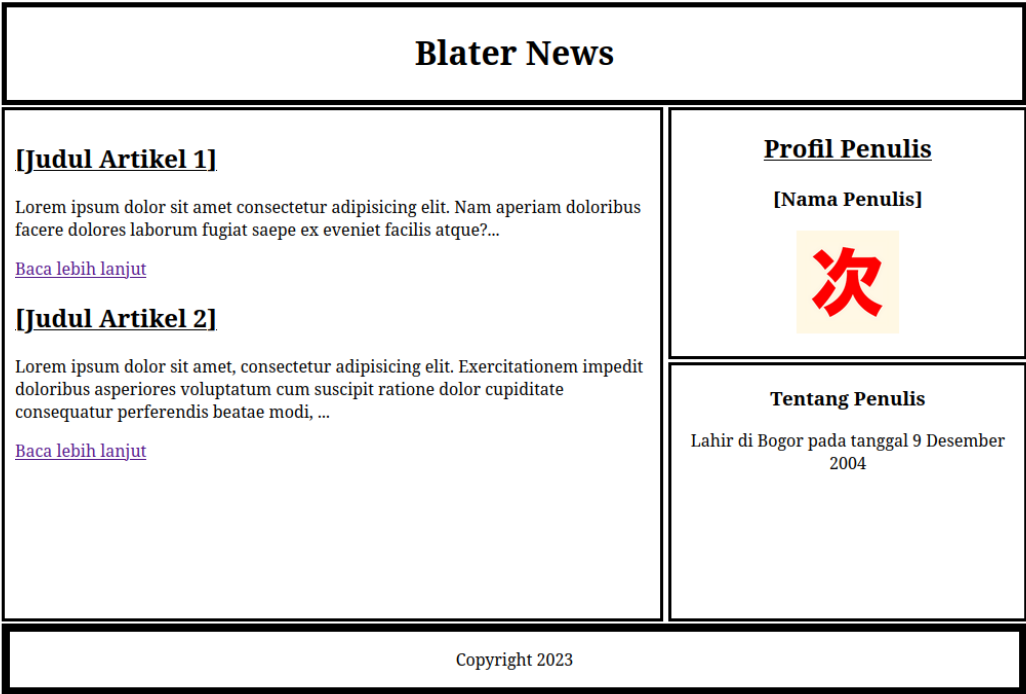 Blater News
[Judul Artikel 1]
Lorem ipsum dolor sit amet consectetur adipisicing elit. Nam aperiam doloribus
facere dolores laborum fugiat saepe ex eveniet facilis atque?...
Baca lebih lanjut
[Judul Artikel 2]
Lorem ipsum dolor sit amet, consectetur adipisicing elit. Exercitationem impedit
doloribus asperiores voluptatum cum suscipit ratione dolor cupiditate
consequatur perferendis beatae modi, ...
Baca lebih lanjut
Profil Penulis
[Nama Penulis]
次
Tentang Penulis
Lahir di Bogor pada tanggal 9 Desember
2004
Copyright 2023